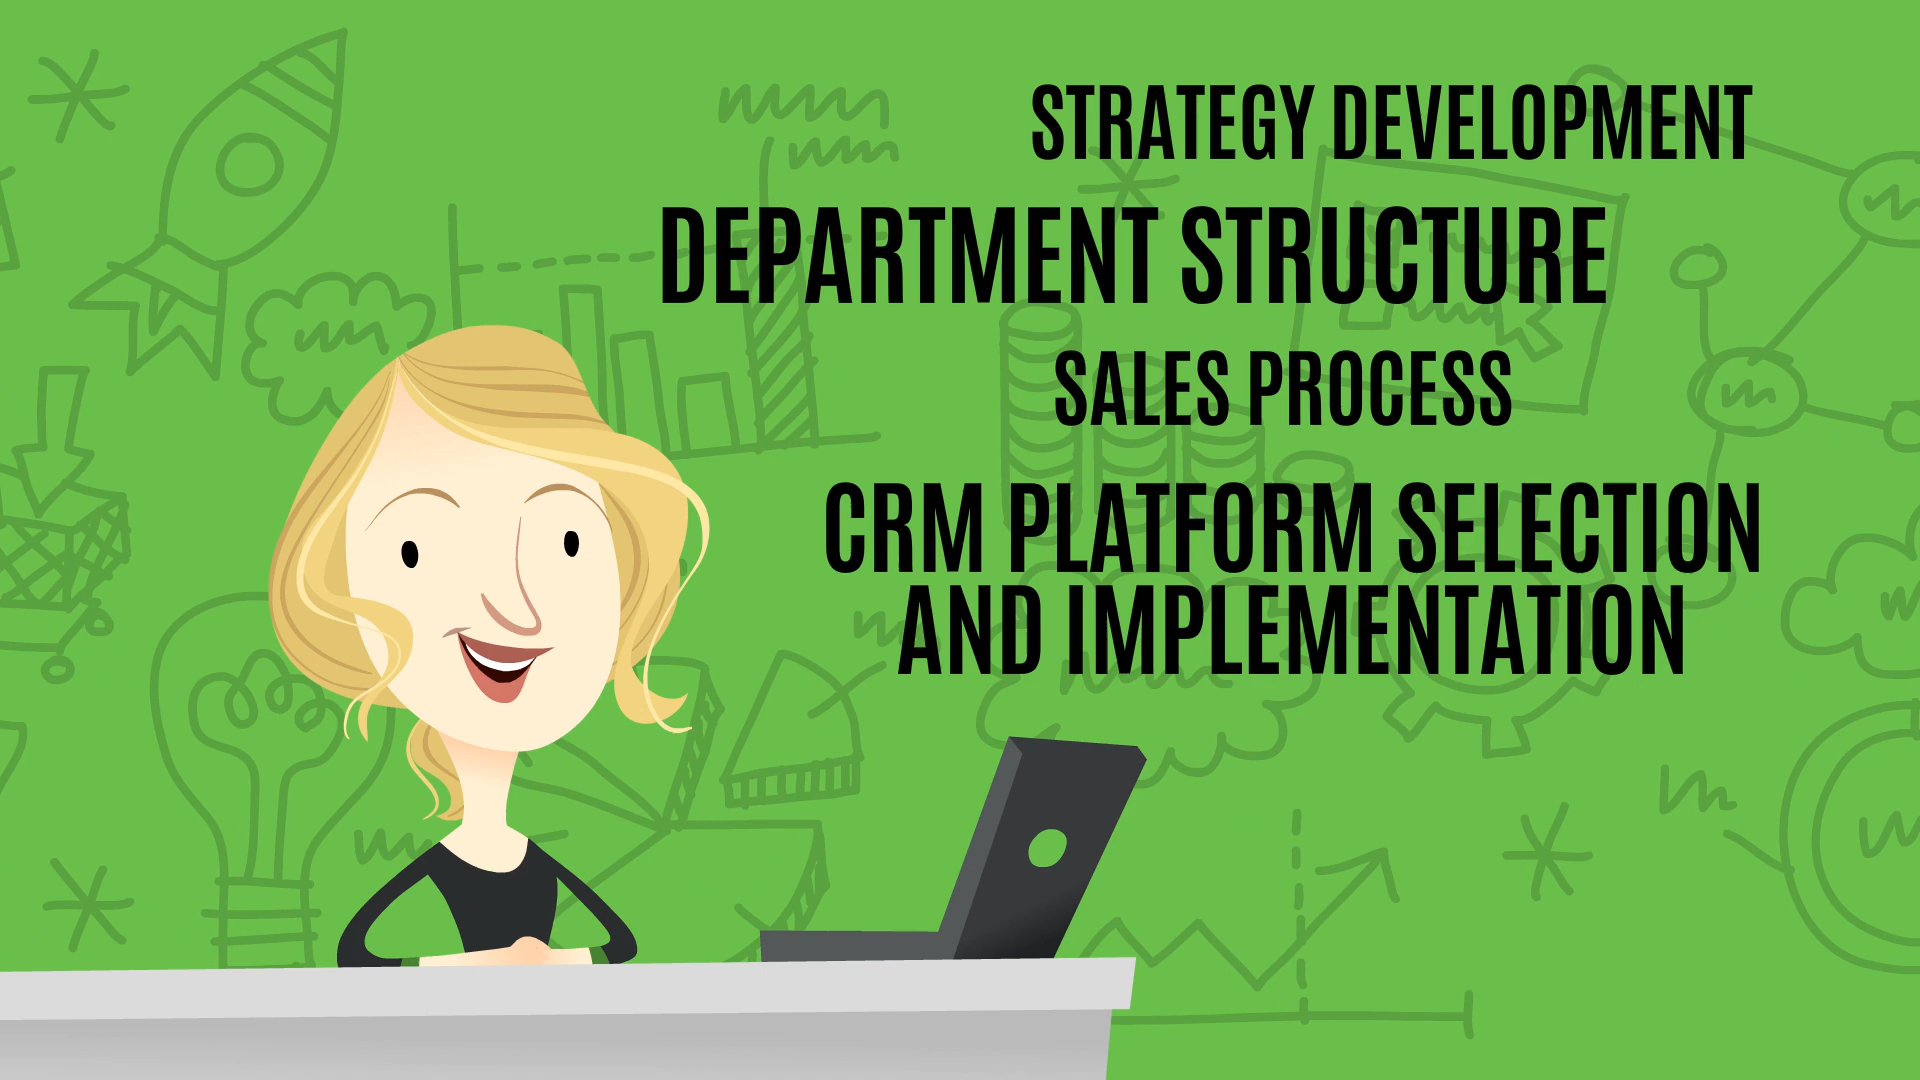 STRATEGY DEVELOPMENT
DEPARTMENT STRUCTURE
SALES PROCESS
CRM PLATFORM SELECTION
AND IMPLEMENTATION